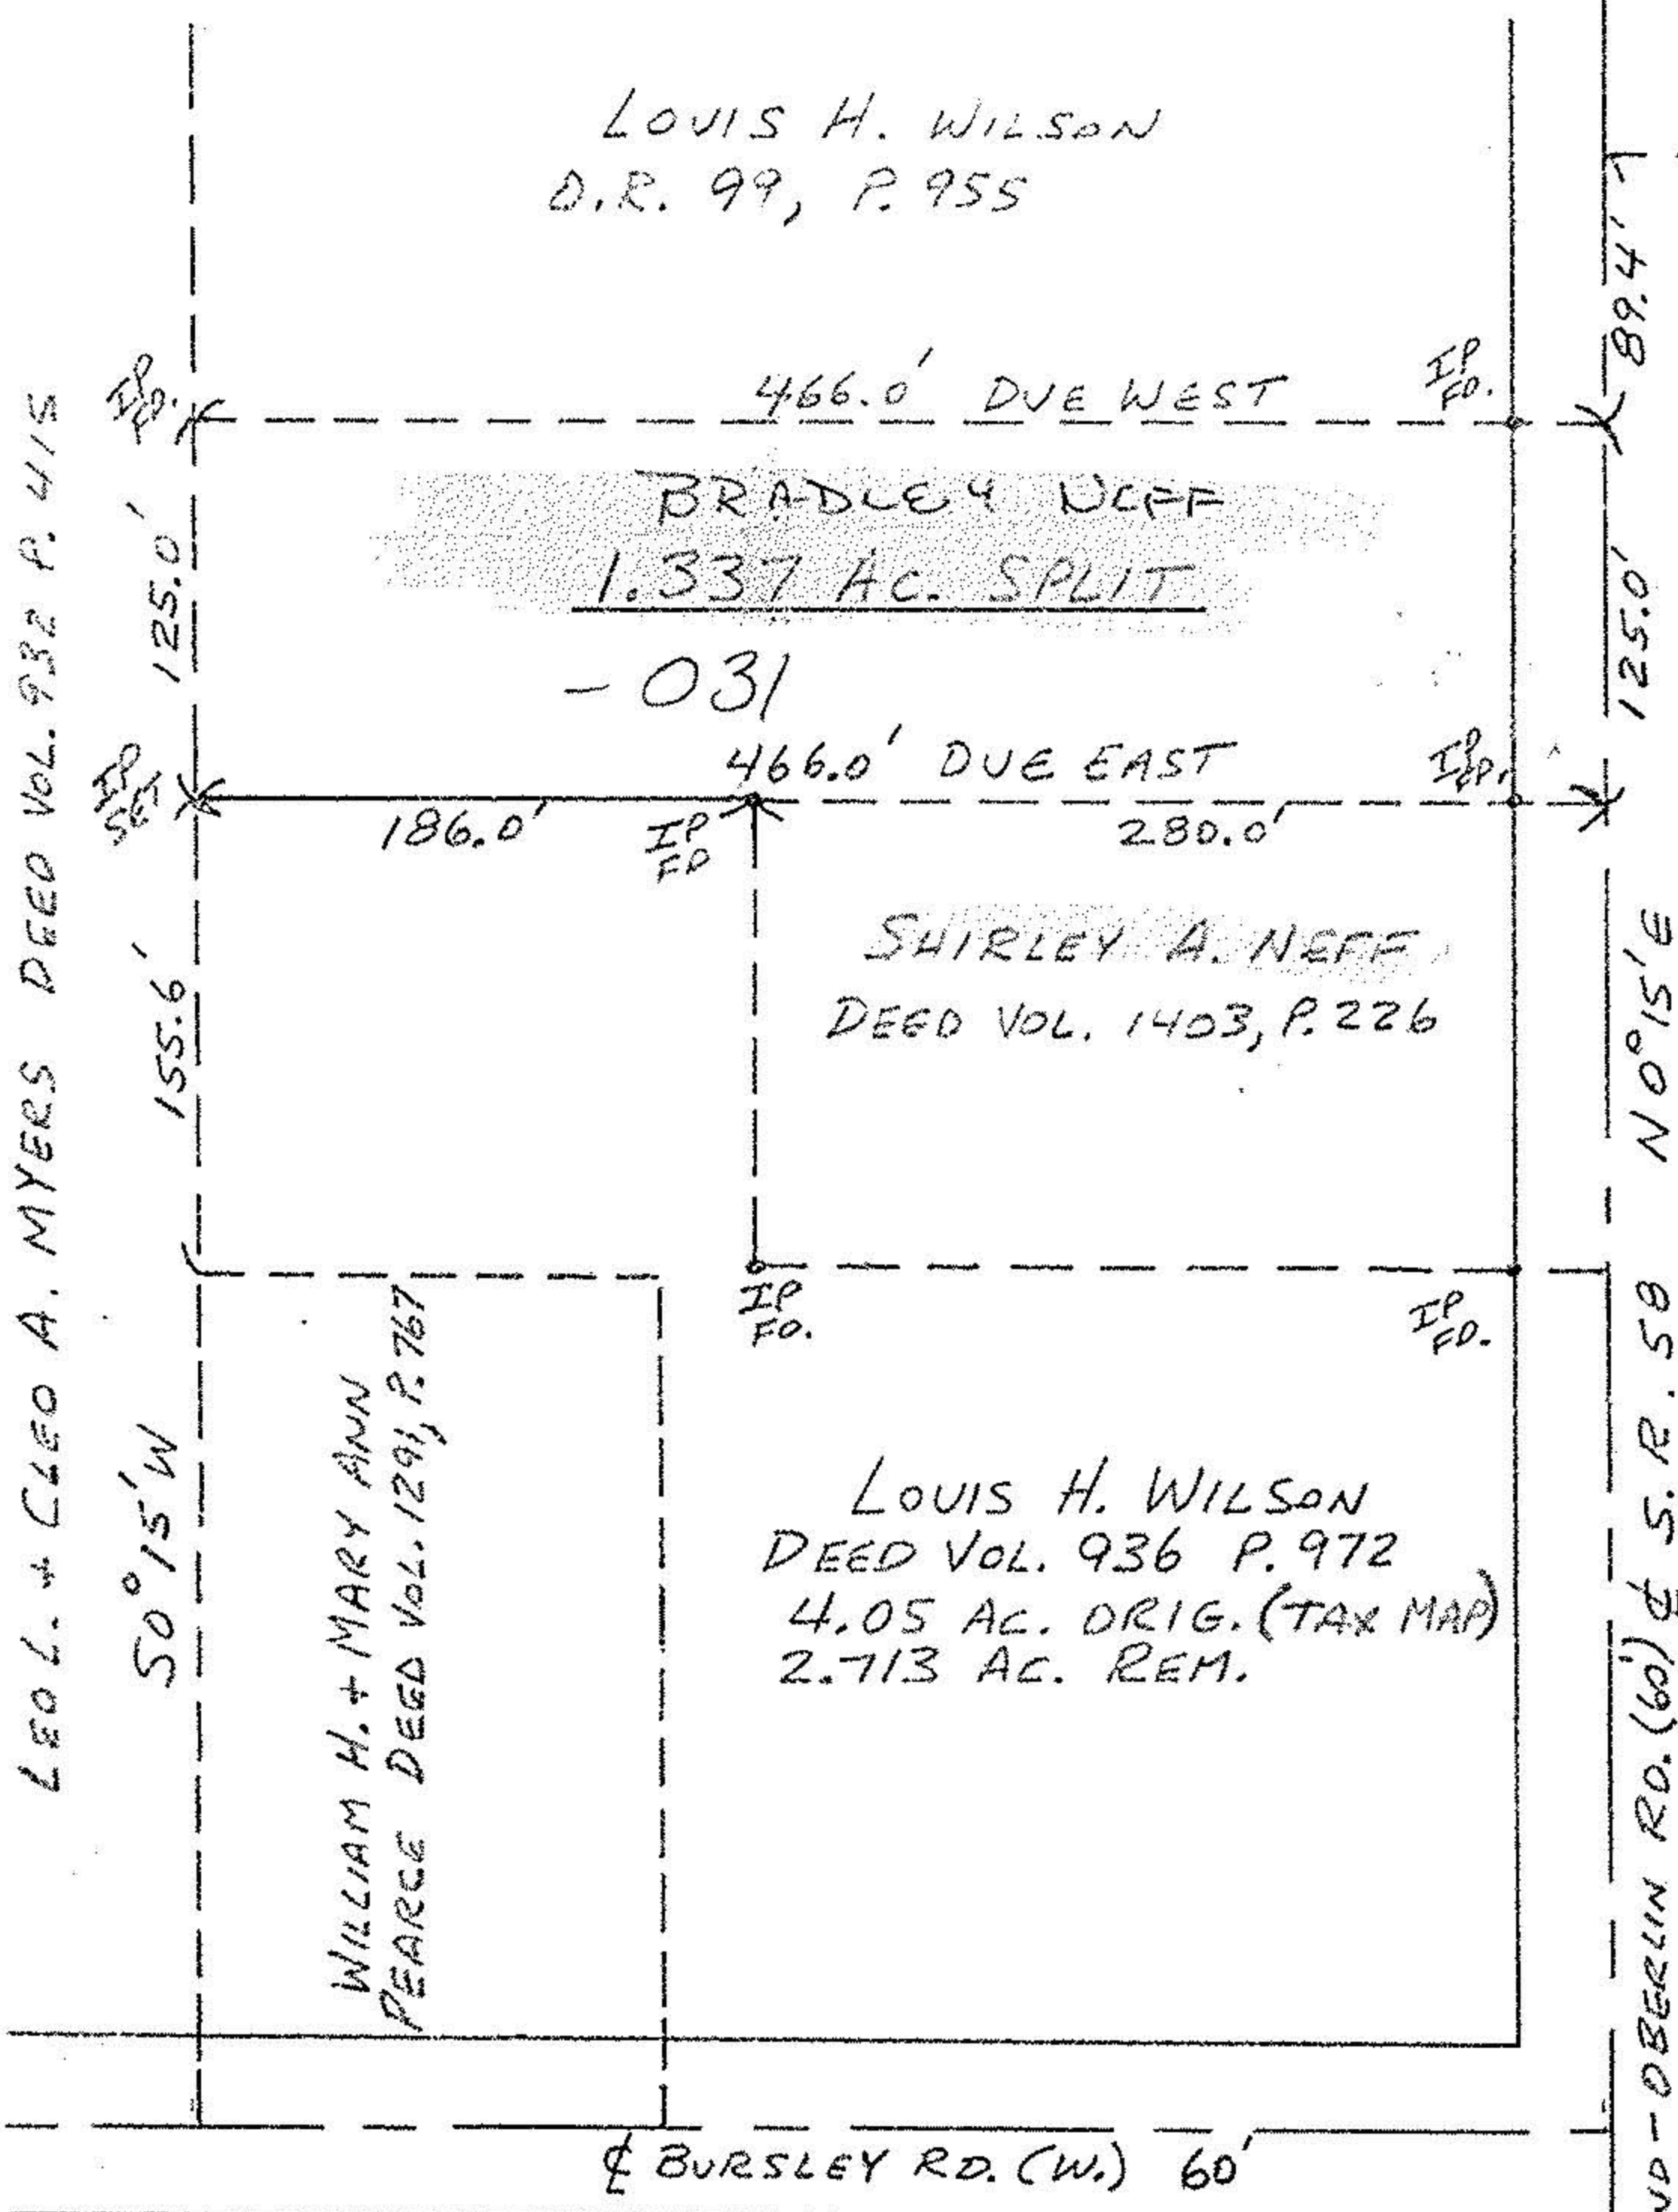 LOUIS H. WILSON
D.R. 99, P. 955
89.4'
IP FD.
466.0' DUE WEST
IP FD.
BRADLEY NEFF
1.337 AC. SPLIT
- 031
125.0'
125.0'
466.0' DUE EAST
IP SET
IP FD.
186.0'
IP FD
280.0'
SHIRLEY A. NEFF
DEED VOL. 1403, P. 226
155.6'
N 0° 15' E
IP FD.
IP FD.
LEO L. + CLEO A. MYERS DEED VOL. 932 P. 415
S 0° 15' W
WILLIAM H. + MARY ANN
PEARCE DEED VOL. 1291, P. 767
LOUIS H. WILSON
DEED VOL. 936 P. 972
4.05 AC. ORIG. (TAX MAP)
2.713 AC. REM.
- OBERLIN RD. (60') ℄ S.R. 58
℄ BURSLEY RD. (W.) 60'